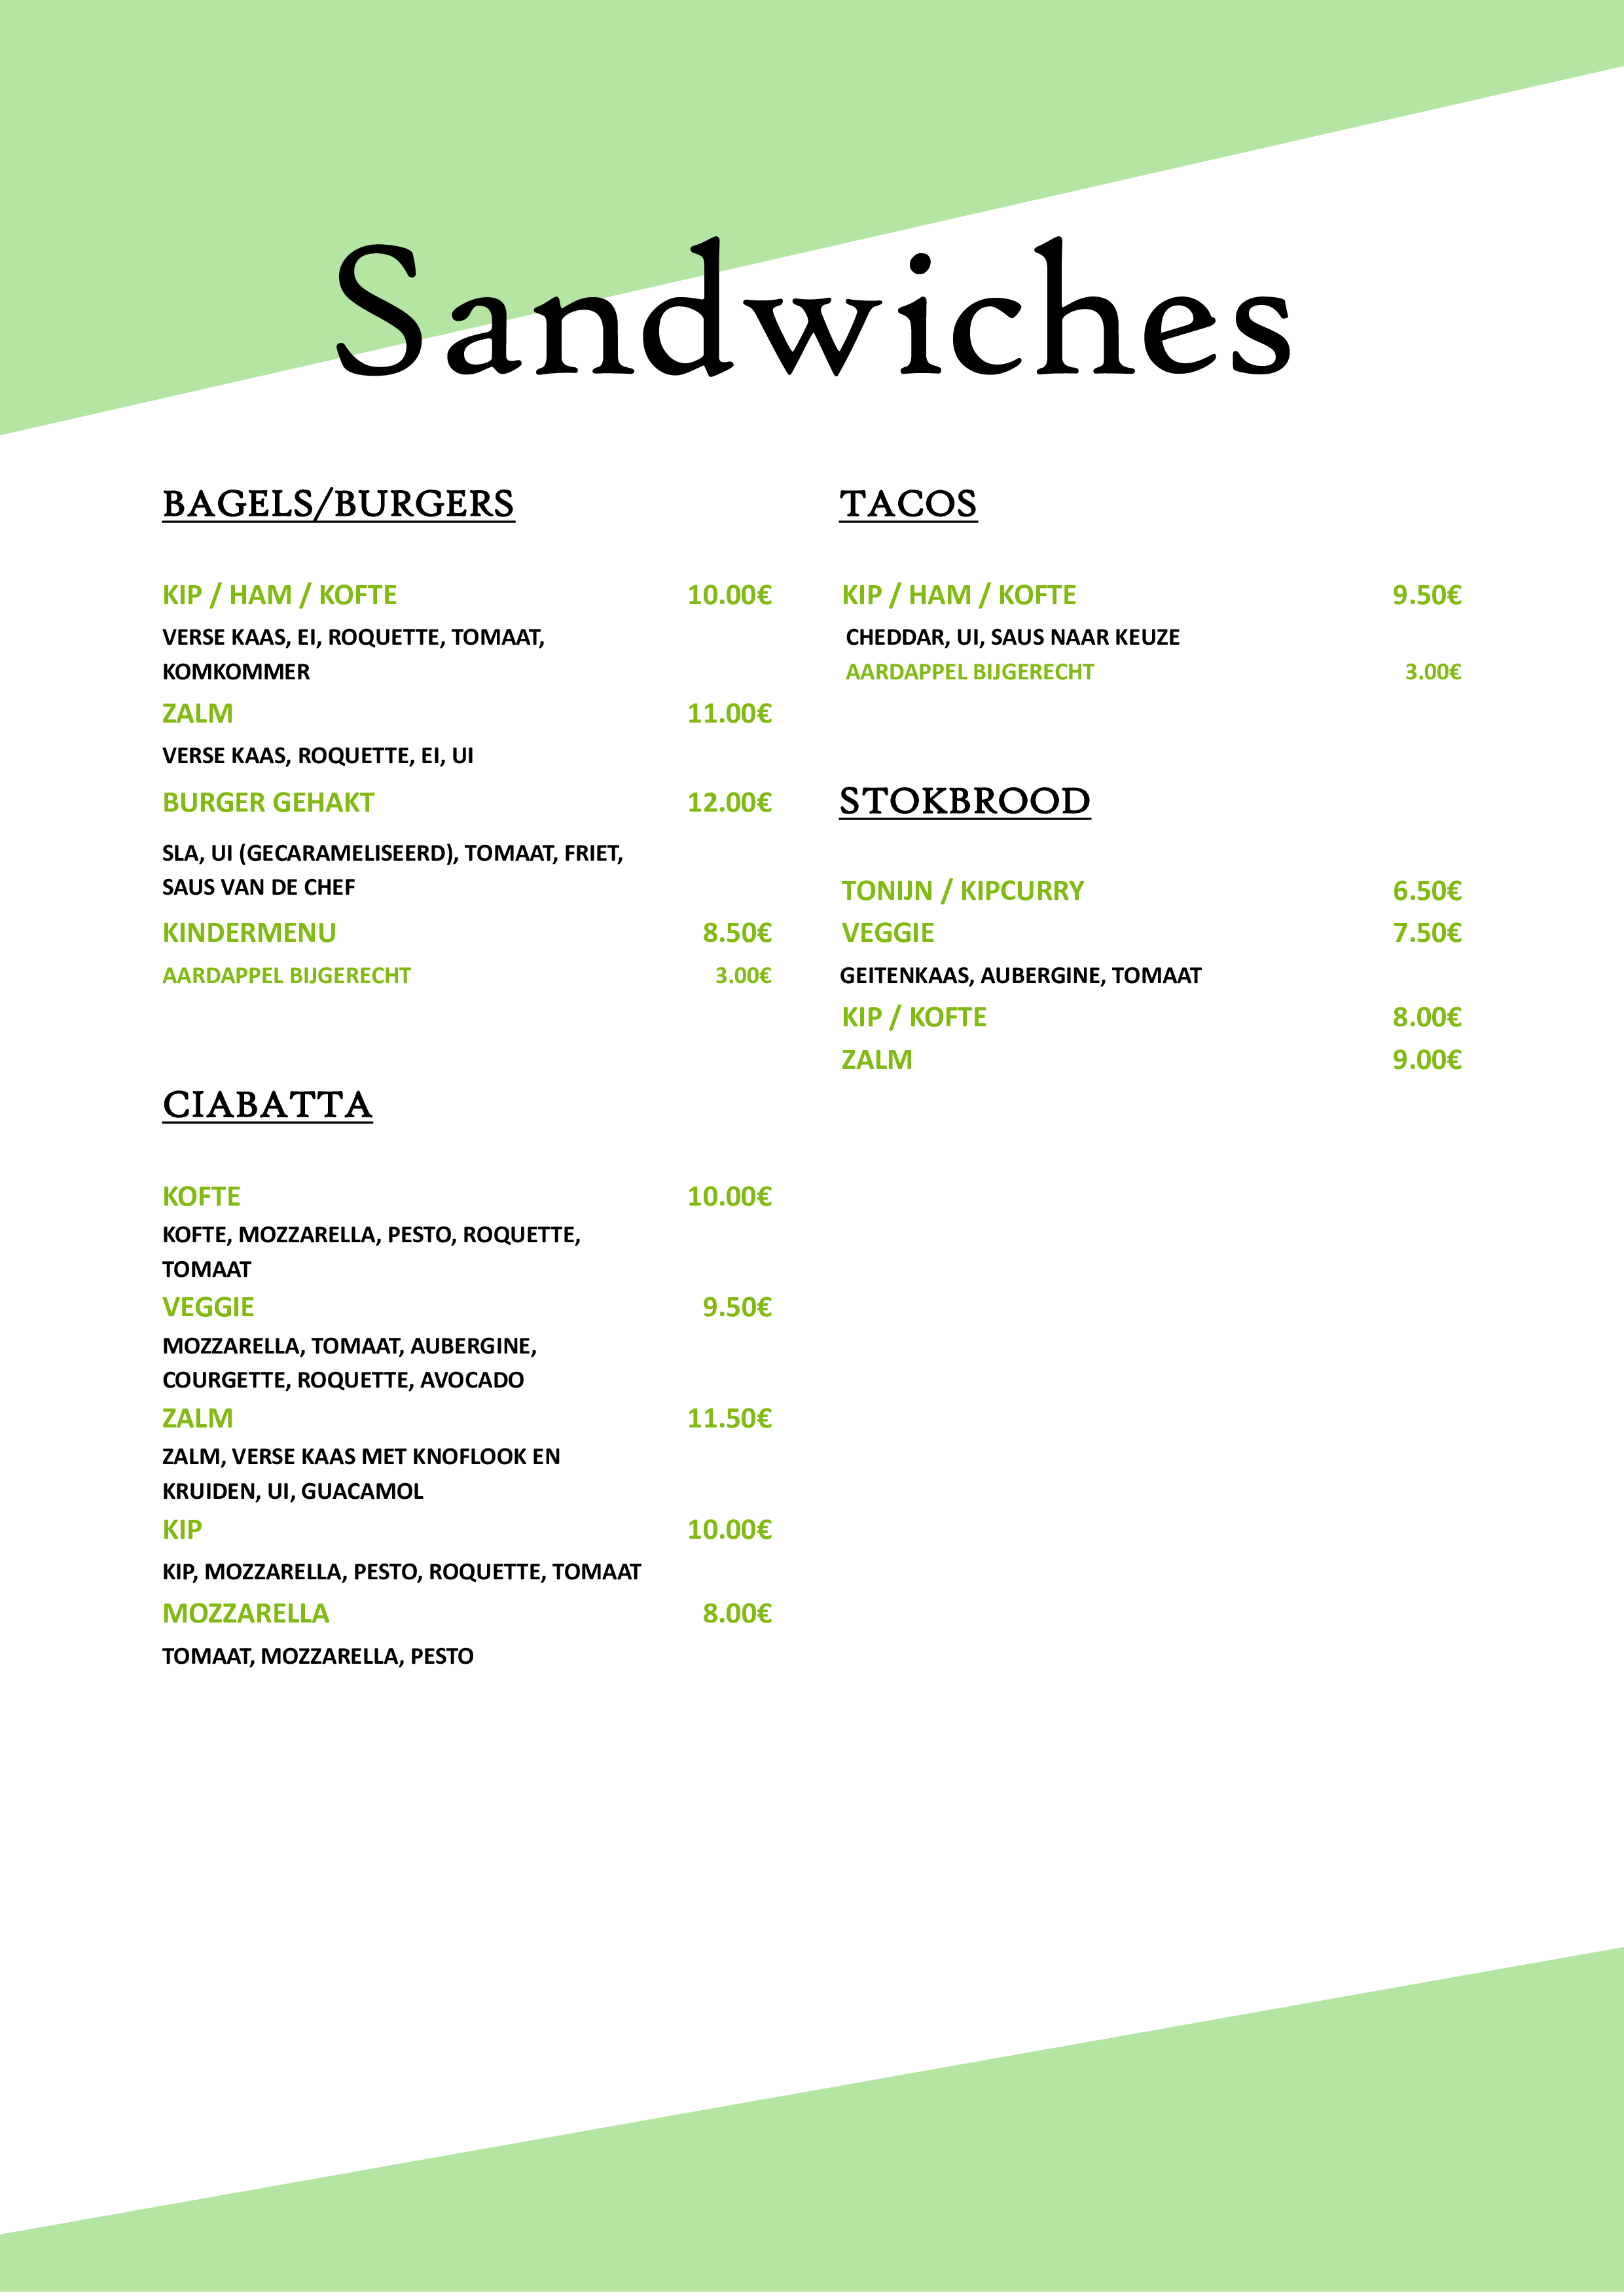 Sandwiches
BAGELS/BURGERS
KIP / HAM / KOFTE 10.00€
VERSE KAAS, EI, ROQUETTE, TOMAAT,
KOMKOMMER
ZALM 11.00€
VERSE KAAS, ROQUETTE, EI, UI
BURGER GEHAKT 12.00€
SLA, UI (GECARAMELISEERD), TOMAAT, FRIET,
SAUS VAN DE CHEF
KINDERMENU 8.50€
AARDAPPEL BIJGERECHT 3.00€
CIABATTA
KOFTE 10.00€
KOFTE, MOZZARELLA, PESTO, ROQUETTE,
TOMAAT
VEGGIE 9.50€
MOZZARELLA, TOMAAT, AUBERGINE,
COURGETTE, ROQUETTE, AVOCADO
ZALM 11.50€
ZALM, VERSE KAAS MET KNOFLOOK EN
KRUIDEN, UI, GUACAMOL
KIP 10.00€
KIP, MOZZARELLA, PESTO, ROQUETTE, TOMAAT
MOZZARELLA 8.00€
TOMAAT, MOZZARELLA, PESTO
TACOS
KIP / HAM / KOFTE 9.50€
CHEDDAR, UI, SAUS NAAR KEUZE
AARDAPPEL BIJGERECHT 3.00€
STOKBROOD
TONIJN / KIPCURRY 6.50€
VEGGIE 7.50€
GEITENKAAS, AUBERGINE, TOMAAT
KIP / KOFTE 8.00€
ZALM 9.00€